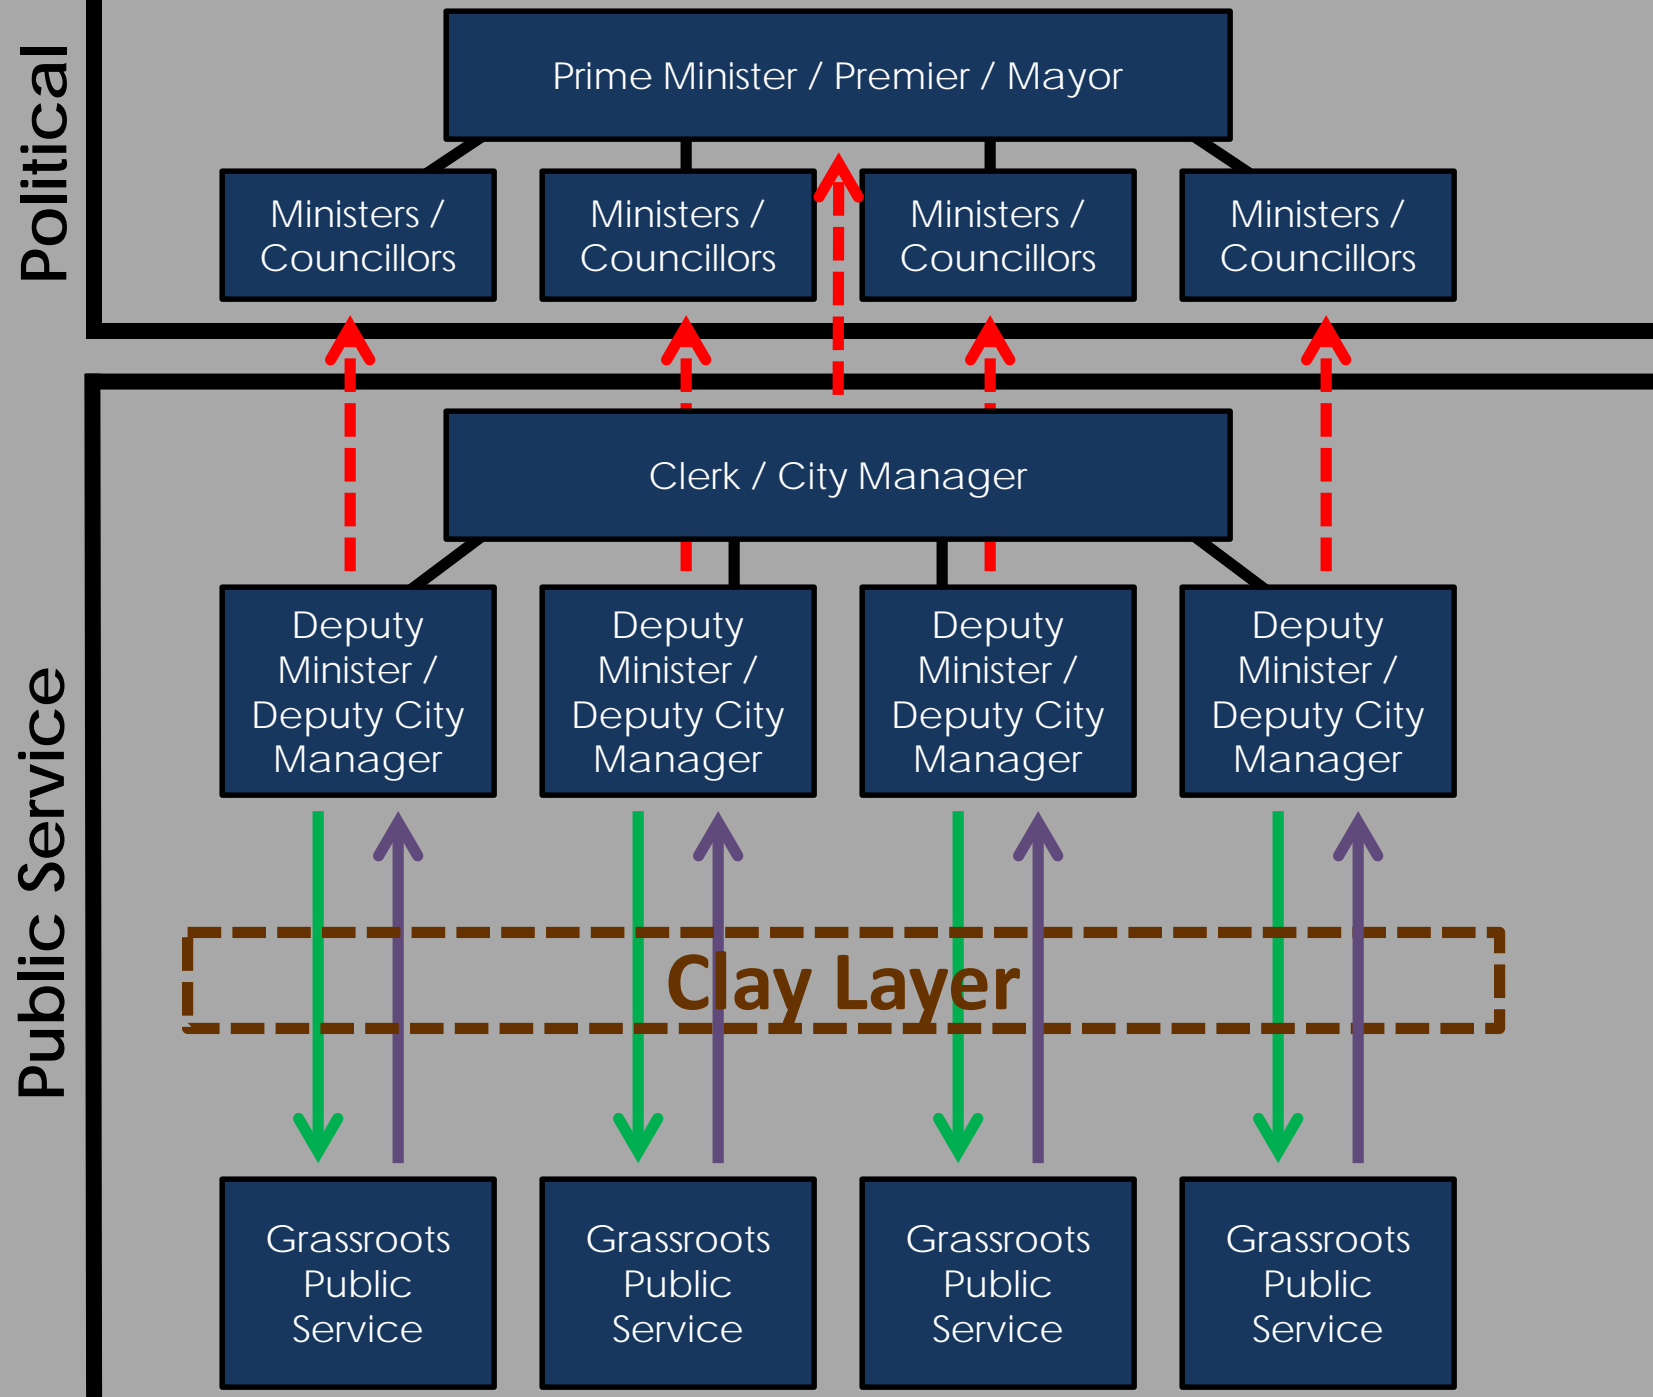 Political
Prime Minister / Premier / Mayor
Ministers /
Councillors
Ministers /
Councillors
Ministers /
Councillors
Ministers /
Councillors
Public Service
Clerk / City Manager
Deputy
Minister /
Deputy City
Manager
Deputy
Minister /
Deputy City
Manager
Deputy
Minister /
Deputy City
Manager
Deputy
Minister /
Deputy City
Manager
Clay Layer
Grassroots
Public
Service
Grassroots
Public
Service
Grassroots
Public
Service
Grassroots
Public
Service